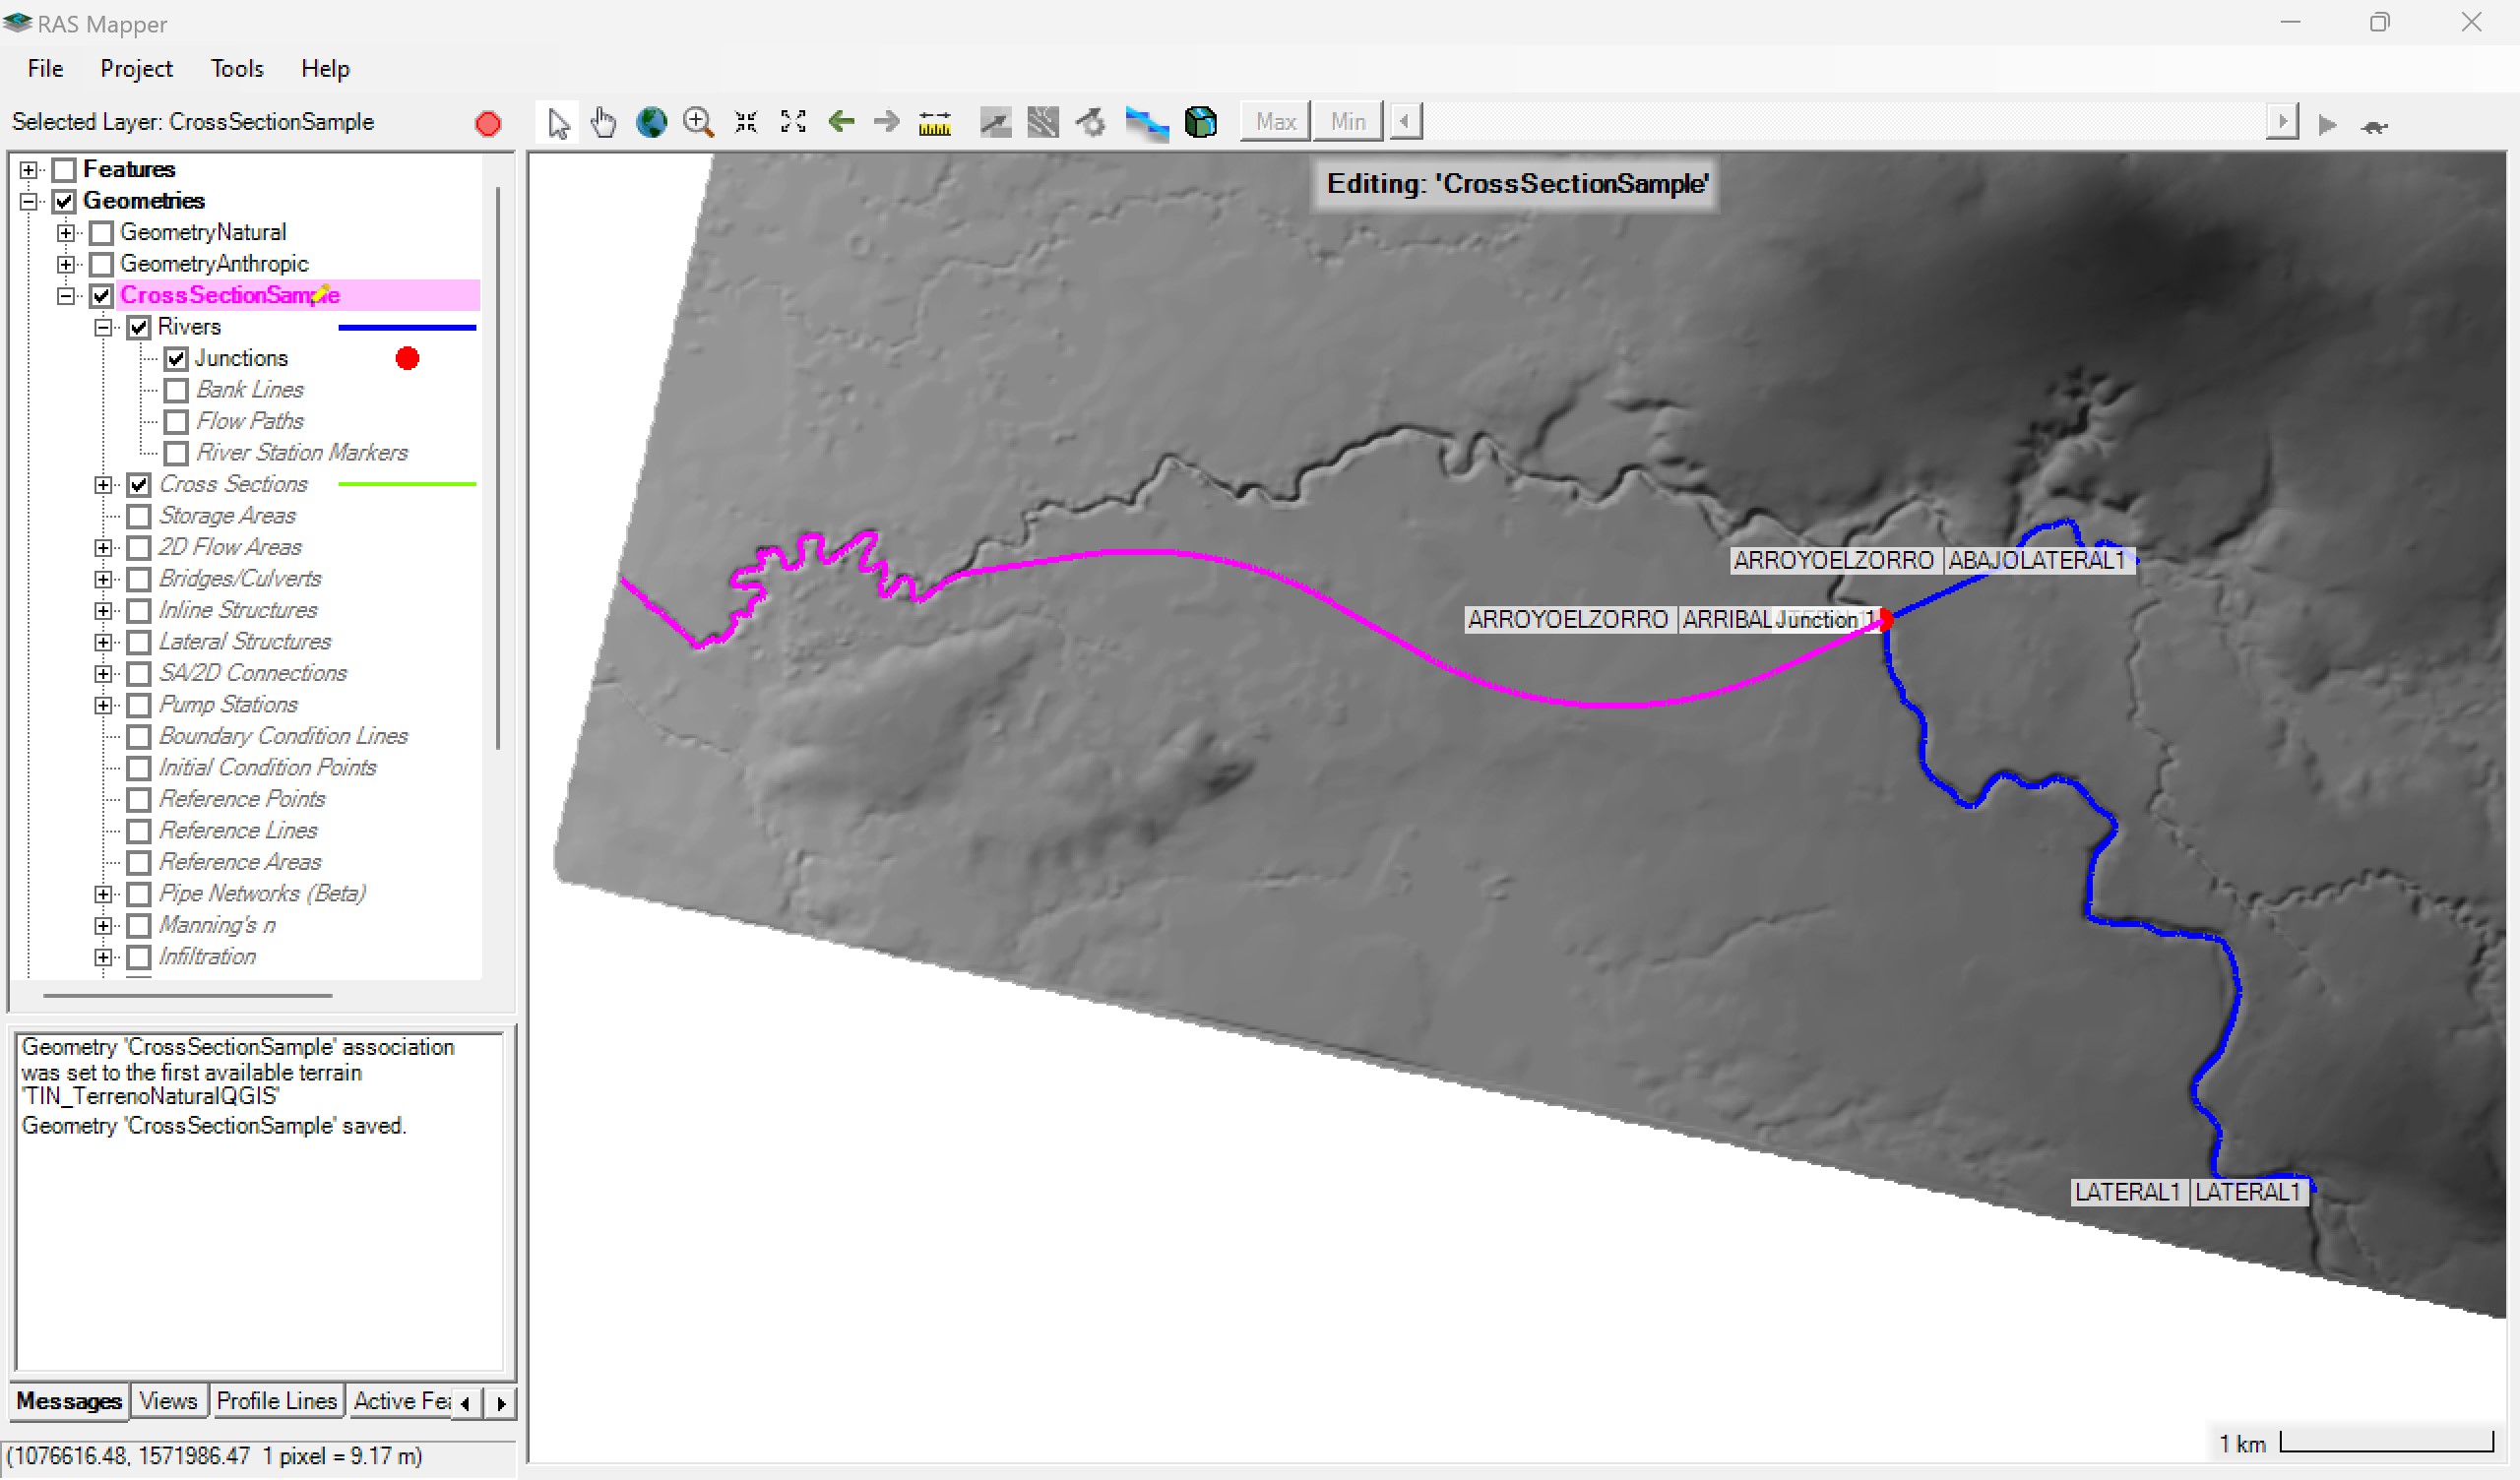 RAS Mapper
File Project Tools Help
Selected Layer: CrossSectionSample
Max Min
Features
Geometries
GeometryNatural
GeometryAnthropic
CrossSectionSample
Rivers
Junctions
Bank Lines
Flow Paths
River Station Markers
Cross Sections
Storage Areas
2D Flow Areas
Bridges/Culverts
Inline Structures
Lateral Structures
SA/2D Connections
Pump Stations
Boundary Condition Lines
Initial Condition Points
Reference Points
Reference Lines
Reference Areas
Pipe Networks (Beta)
Manning's n
Infiltration
Editing: 'CrossSectionSample'
ARROYOELZORRO ABAJOLATERAL1
ARROYOELZORRO ARRIBAL
Junction 1
LATERAL1 LATERAL1
1 km
Geometry 'CrossSectionSample' association
was set to the first available terrain
'TIN_TerrenoNaturalQGIS'
Geometry 'CrossSectionSample' saved.
Messages Views Profile Lines Active Fea
(1076616.48, 1571986.47 1 pixel = 9.17 m)